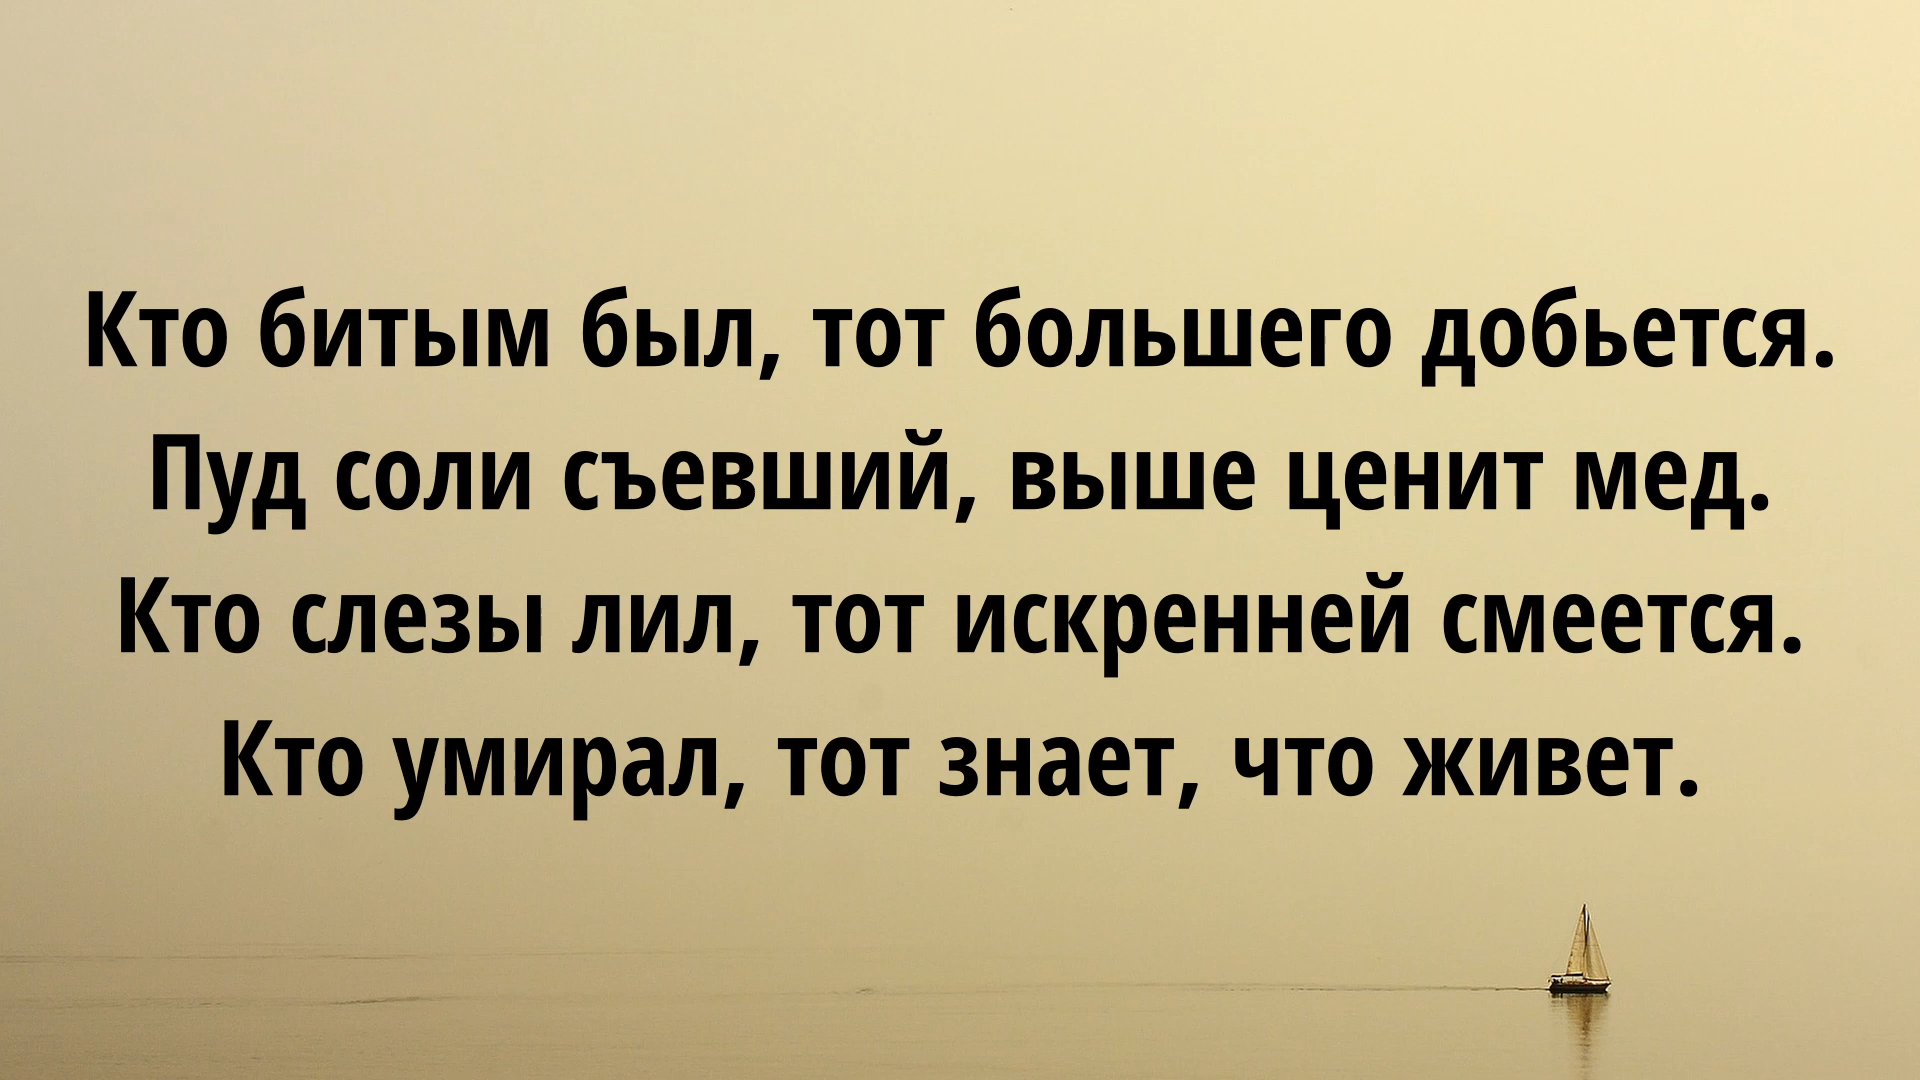 Кто битым был, тот большего добьется.
Пуд соли съевший, выше ценит мед.
Кто слезы лил, тот искренней смеется.
Кто умирал, тот знает, что живет.